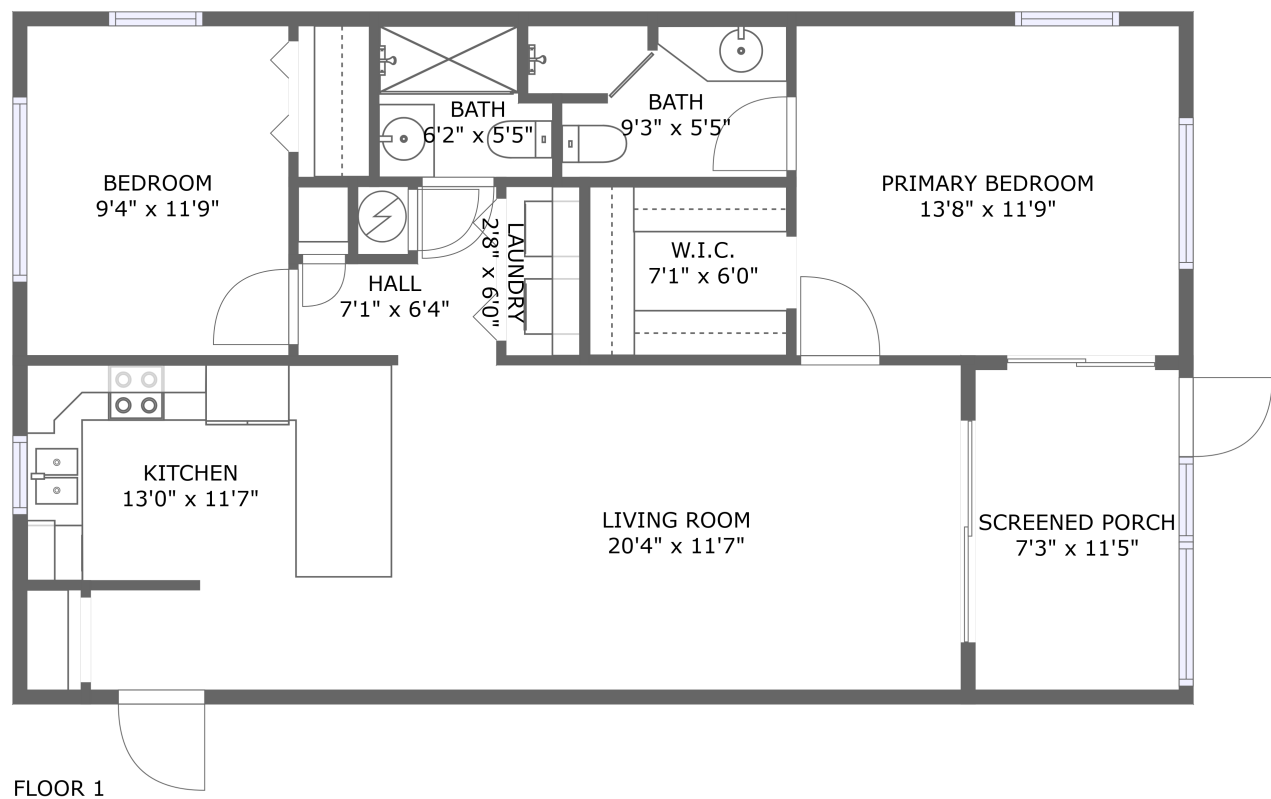 BATH
6'2" x 5'5"
BATH
9'3" x 5'5"
BEDROOM
9'4" x 11'9"
PRIMARY BEDROOM
13'8" x 11'9"
LAUNDRY
2'8" x 6'0"
W.I.C.
7'1" x 6'0"
HALL
7'1" x 6'4"
KITCHEN
13'0" x 11'7"
LIVING ROOM
20'4" x 11'7"
SCREENED PORCH
7'3" x 11'5"
FLOOR 1